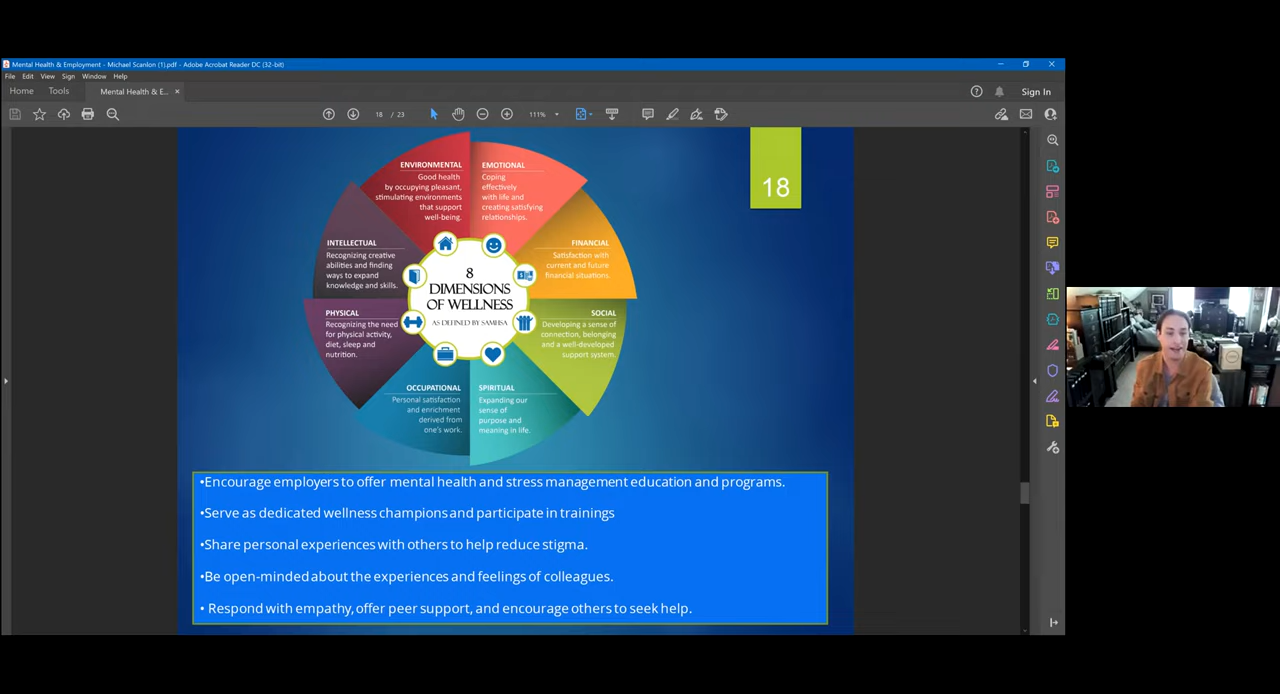 Mental Health & Employment - Michael Scanlon (1).pdf - Adobe Acrobat Reader DC (32-bit)
File Edit View Sign Window Help
Home Tools Mental Health & E... × Sign In
18 / 23 111%
18
ENVIRONMENTAL
Good health
by occupying pleasant,
stimulating environments
that support
well-being.
EMOTIONAL
Coping
effectively
with life and
creating satisfying
relationships.
INTELLECTUAL
Recognizing creative
abilities and finding
ways to expand
knowledge and skills.
FINANCIAL
Satisfaction with
current and future
financial situations.
8
DIMENSIONS
OF WELLNESS
AS DEFINED BY SAMHSA
PHYSICAL
Recognizing the need
for physical activity,
diet, sleep and
nutrition.
SOCIAL
Developing a sense of
connection, belonging
and a well-developed
support system.
OCCUPATIONAL
Personal satisfaction
and enrichment
derived from
one's work.
SPIRITUAL
Expanding our
sense of
purpose and
meaning in life.
•Encourage employers to offer mental health and stress management education and programs.
•Serve as dedicated wellness champions and participate in trainings
•Share personal experiences with others to help reduce stigma.
•Be open-minded about the experiences and feelings of colleagues.
• Respond with empathy, offer peer support, and encourage others to seek help.